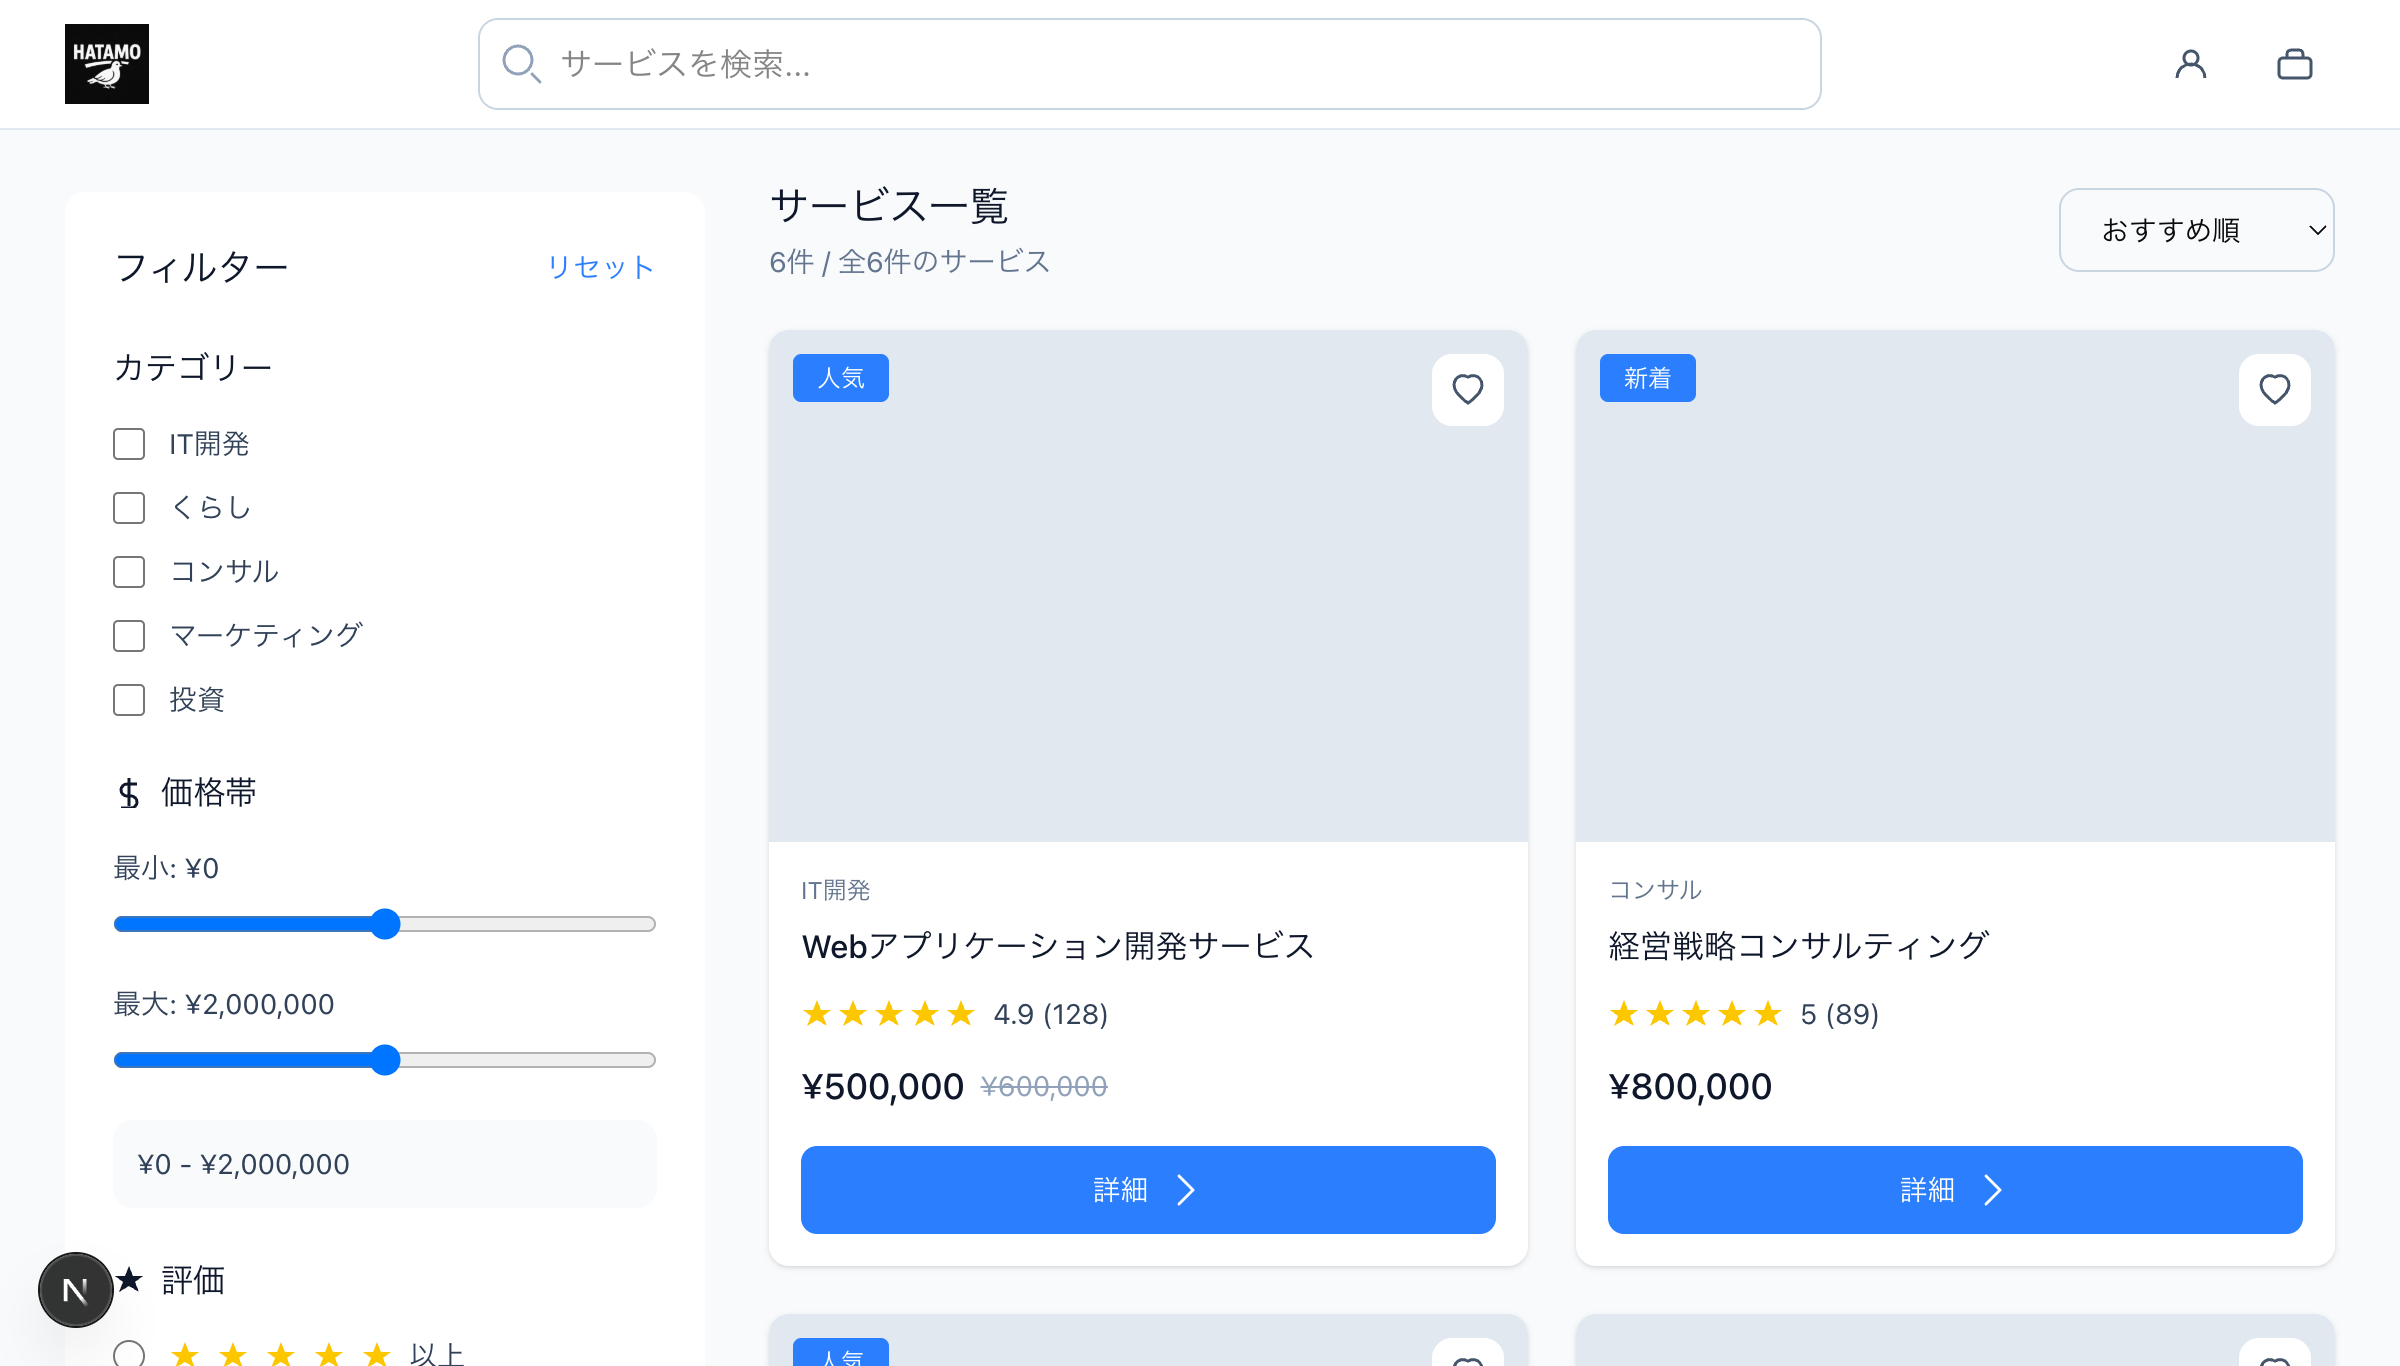 HATAMO
サービスを検索...
フィルター
リセット
カテゴリー
IT開発
くらし
コンサル
マーケティング
投資
$ 価格帯
最小: ¥0
最大: ¥2,000,000
¥0 - ¥2,000,000
★ 評価
★★★★★ 以上
N
サービス一覧
6件 / 全6件のサービス
おすすめ順
人気
IT開発
Webアプリケーション開発サービス
★★★★★ 4.9 (128)
¥500,000 ¥600,000
詳細
新着
コンサル
経営戦略コンサルティング
★★★★★ 5 (89)
¥800,000
詳細
人気